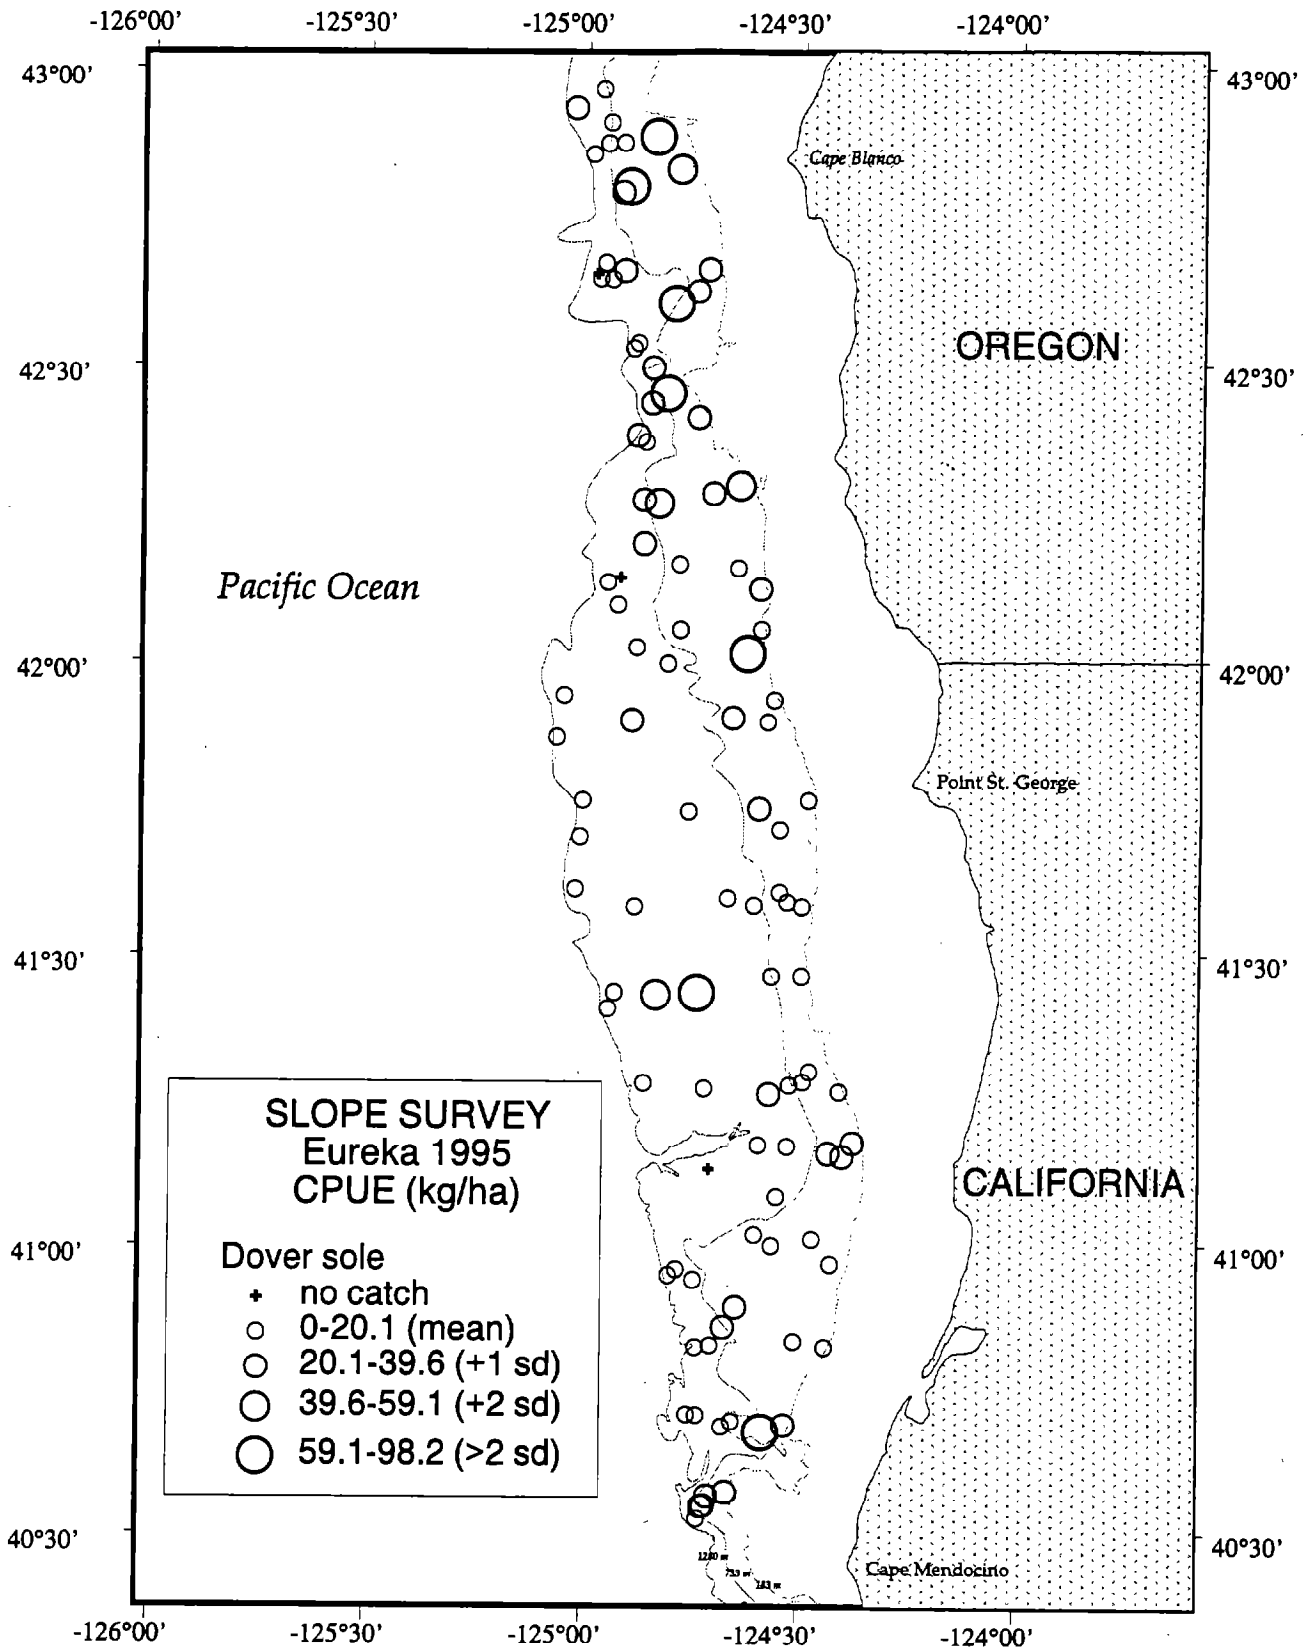 -126°00' -125°30' -125°00' -124°30' -124°00'
43°00' 43°00'
Cape Blanco
OREGON
42°30' 42°30'
Pacific Ocean
42°00' 42°00'
Point St. George
41°30' 41°30'
SLOPE SURVEY
Eureka 1995
CPUE (kg/ha)
CALIFORNIA
Dover sole
41°00' 41°00'
+ no catch
0-20.1 (mean)
20.1-39.6 (+1 sd)
39.6-59.1 (+2 sd)
59.1-98.2 (>2 sd)
40°30' 40°30'
183 m
Cape Mendocino
-126°00' -125°30' -125°00' -124°30' -124°00'